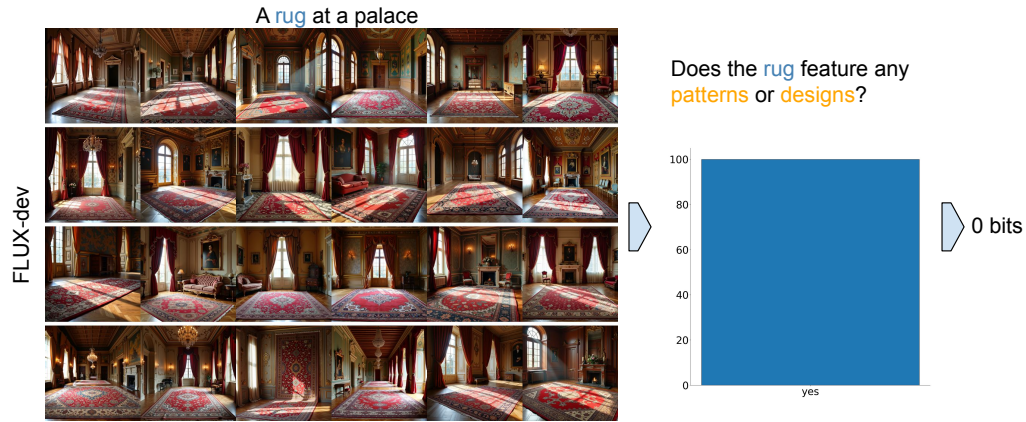 A rug at a palace
FLUX-dev
Does the rug feature any
patterns or designs?
100
80
60
40
20
0
yes
0 bits